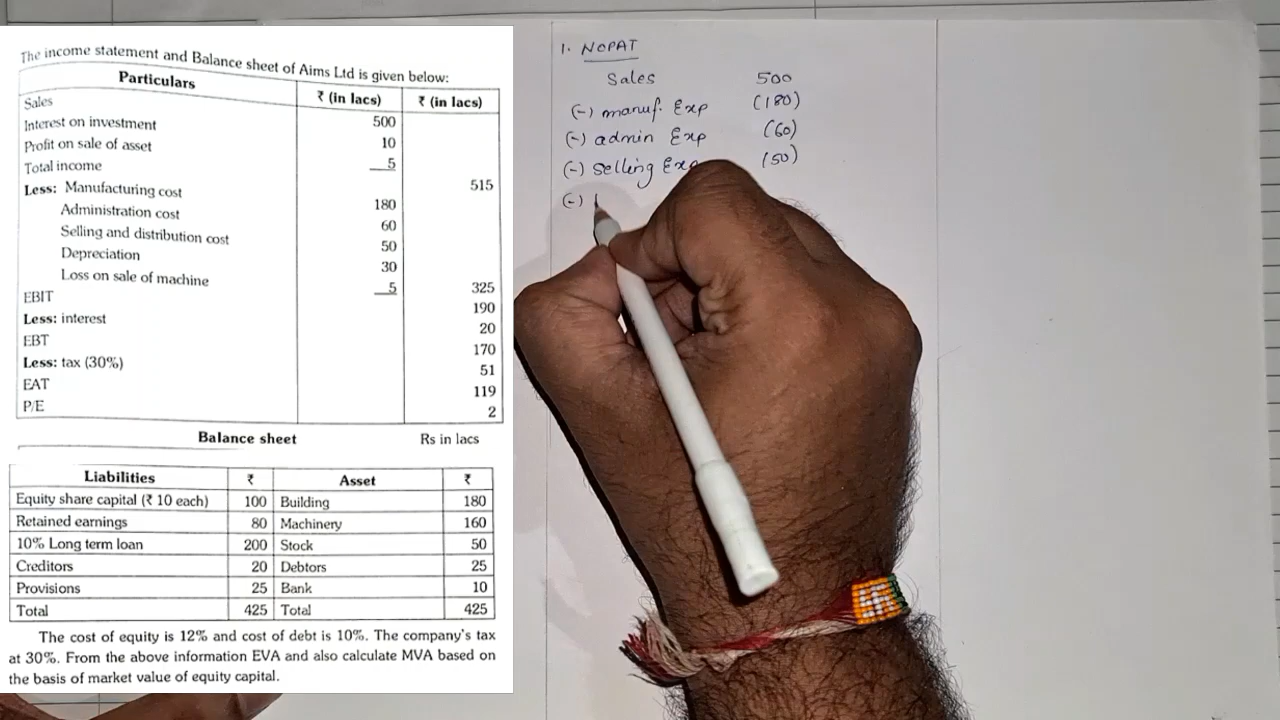 The income statement and Balance sheet of Aims Ltd is given below:
Particulars ₹ (in lacs) ₹ (in lacs)
Sales 500
Interest on investment 10
Profit on sale of asset 5
Total income 515
Less: Manufacturing cost 180
Administration cost 60
Selling and distribution cost 50
Depreciation 30
Loss on sale of machine 5 325
EBIT 190
Less: interest 20
EBT 170
Less: tax (30%) 51
EAT 119
P/E 2
Balance sheet Rs in lacs
Liabilities ₹ Asset ₹
Equity share capital (₹ 10 each) 100 Building 180
Retained earnings 80 Machinery 160
10% Long term loan 200 Stock 50
Creditors 20 Debtors 25
Provisions 25 Bank 10
Total 425 Total 425
The cost of equity is 12% and cost of debt is 10%. The company's tax
at 30%. From the above information EVA and also calculate MVA based on
the basis of market value of equity capital.
1. NOPAT
Sales 500
(-) manuf. Exp (180)
(-) admin Exp (60)
(-) selling Exp (50)
(-)